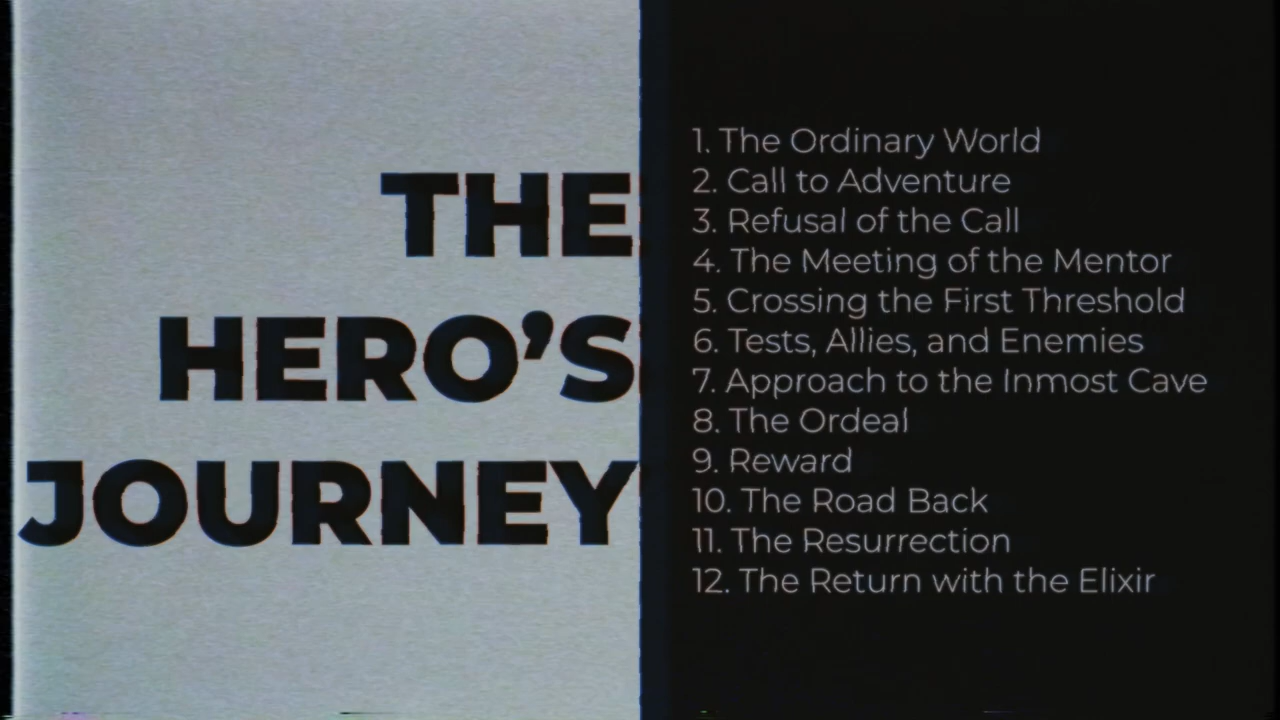 THE
HERO’S
JOURNEY
1. The Ordinary World
2. Call to Adventure
3. Refusal of the Call
4. The Meeting of the Mentor
5. Crossing the First Threshold
6. Tests, Allies, and Enemies
7. Approach to the Inmost Cave
8. The Ordeal
9. Reward
10. The Road Back
11. The Resurrection
12. The Return with the Elixir